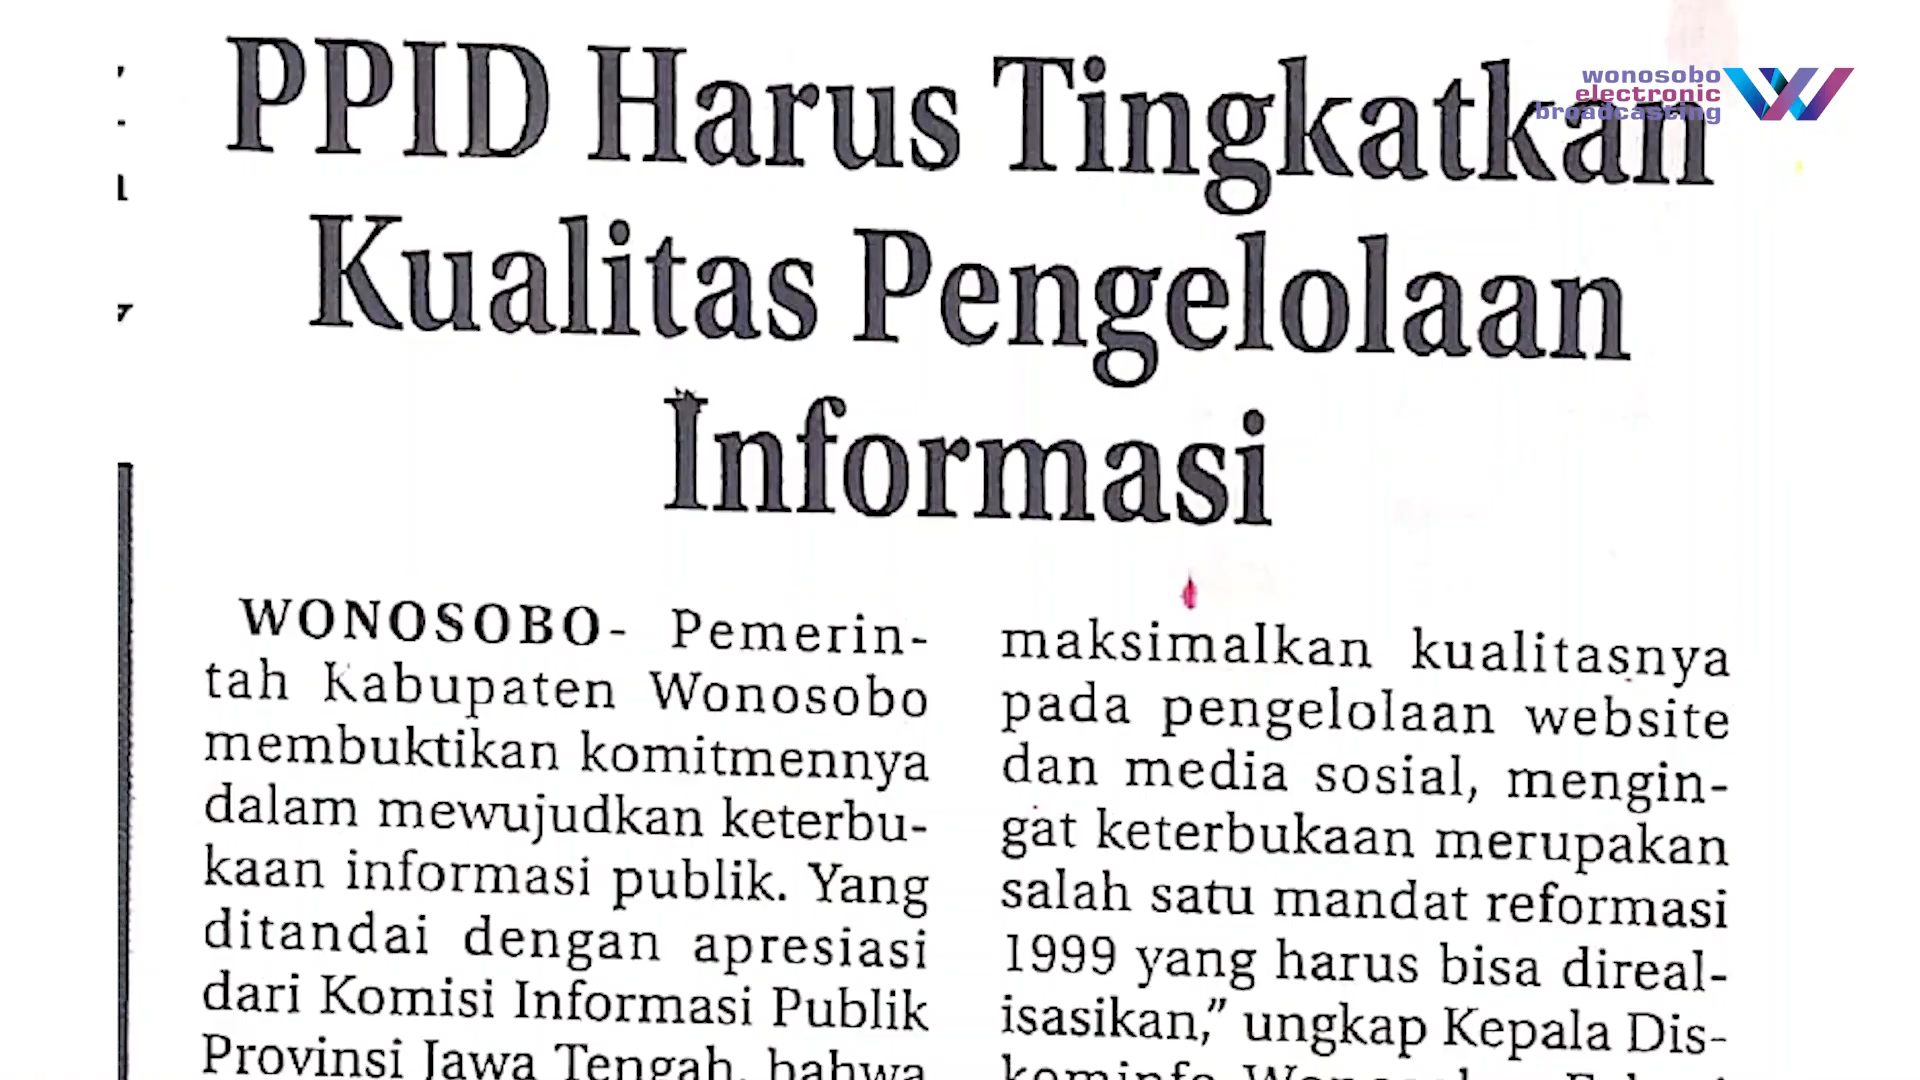 PPID Harus Tingkatkan
Kualitas Pengelolaan
Informasi
wonosobo
electronic
broadcasting
WONOSOBO- Pemerin-
tah Kabupaten Wonosobo
membuktikan komitmennya
dalam mewujudkan keterbu-
kaan informasi publik. Yang
ditandai dengan apresiasi
dari Komisi Informasi Publik
Provinsi Jawa Tengah, bahwa
maksimalkan kualitasnya
pada pengelolaan website
dan media sosial, mengin-
gat keterbukaan merupakan
salah satu mandat reformasi
1999 yang harus bisa direal-
isasikan,” ungkap Kepala Dis-
kominfo Wonosobo